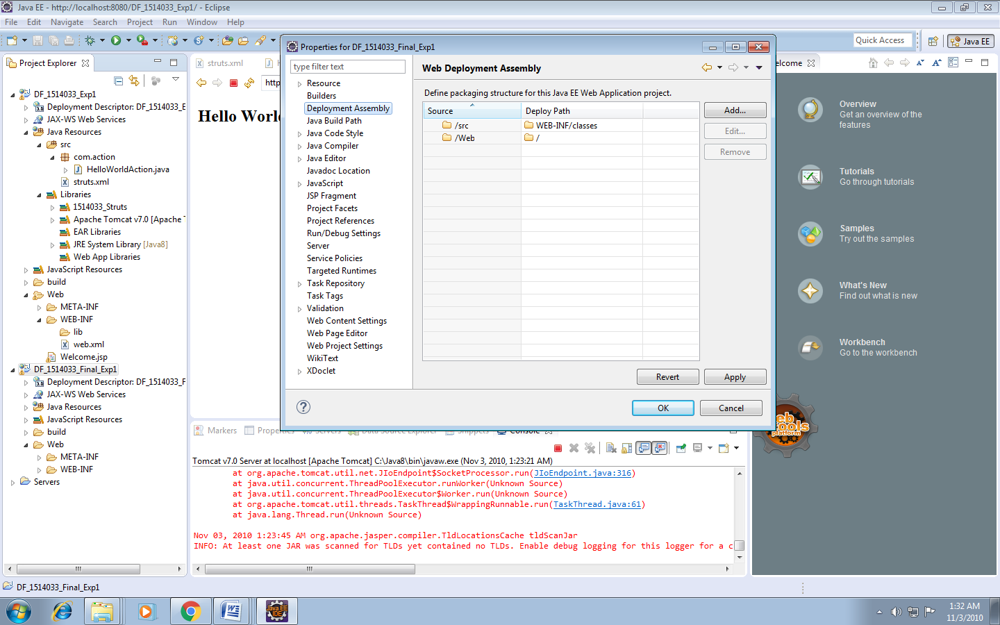 Java EE - http://localhost:8080/DF_1514033_Exp1/ - Eclipse
File Edit Navigate Search Project Run Window Help
Quick Access
Java EE
Project Explorer
DF_1514033_Exp1
Deployment Descriptor: DF_1514033_E
JAX-WS Web Services
Java Resources
src
com.action
HelloWorldAction.java
struts.xml
Libraries
1514033_Struts
Apache Tomcat v7.0 [Apache T
EAR Libraries
JRE System Library [Java8]
Web App Libraries
JavaScript Resources
build
Web
META-INF
WEB-INF
lib
web.xml
Welcome.jsp
DF_1514033_Final_Exp1
Deployment Descriptor: DF_1514033_F
JAX-WS Web Services
Java Resources
JavaScript Resources
build
Web
META-INF
WEB-INF
Servers
struts.xml
http
Hello World
Properties for DF_1514033_Final_Exp1
type filter text
Resource
Builders
Deployment Assembly
Java Build Path
Java Code Style
Java Compiler
Java Editor
Javadoc Location
JavaScript
JSP Fragment
Project Facets
Project References
Run/Debug Settings
Server
Service Policies
Targeted Runtimes
Task Repository
Task Tags
Validation
Web Content Settings
Web Page Editor
Web Project Settings
WikiText
XDoclet
Web Deployment Assembly
Define packaging structure for this Java EE Web Application project.
Source Deploy Path
/src WEB-INF/classes
/Web /
Add...
Edit...
Remove
Revert Apply
OK Cancel
elcome
Overview
Get an overview of the
features
Tutorials
Go through tutorials
Samples
Try out the samples
What's New
Find out what is new
Workbench
Go to the workbench
eb
tools
platform
Markers Properties Servers Data Source Explorer Snippets Console
Tomcat v7.0 Server at localhost [Apache Tomcat] C:\Java8\bin\javaw.exe (Nov 3, 2010, 1:23:21 AM)
at org.apache.tomcat.util.net.JIoEndpoint$SocketProcessor.run(JIoEndpoint.java:316)
at java.util.concurrent.ThreadPoolExecutor.runWorker(Unknown Source)
at java.util.concurrent.ThreadPoolExecutor$Worker.run(Unknown Source)
at org.apache.tomcat.util.threads.TaskThread$WrappingRunnable.run(TaskThread.java:61)
at java.lang.Thread.run(Unknown Source)
Nov 03, 2010 1:23:45 AM org.apache.jasper.compiler.TldLocationsCache tldScanJar
INFO: At least one JAR was scanned for TLDs yet contained no TLDs. Enable debug logging for this logger for a c
DF_1514033_Final_Exp1
Java EE
IDE
1:32 AM
11/3/2010